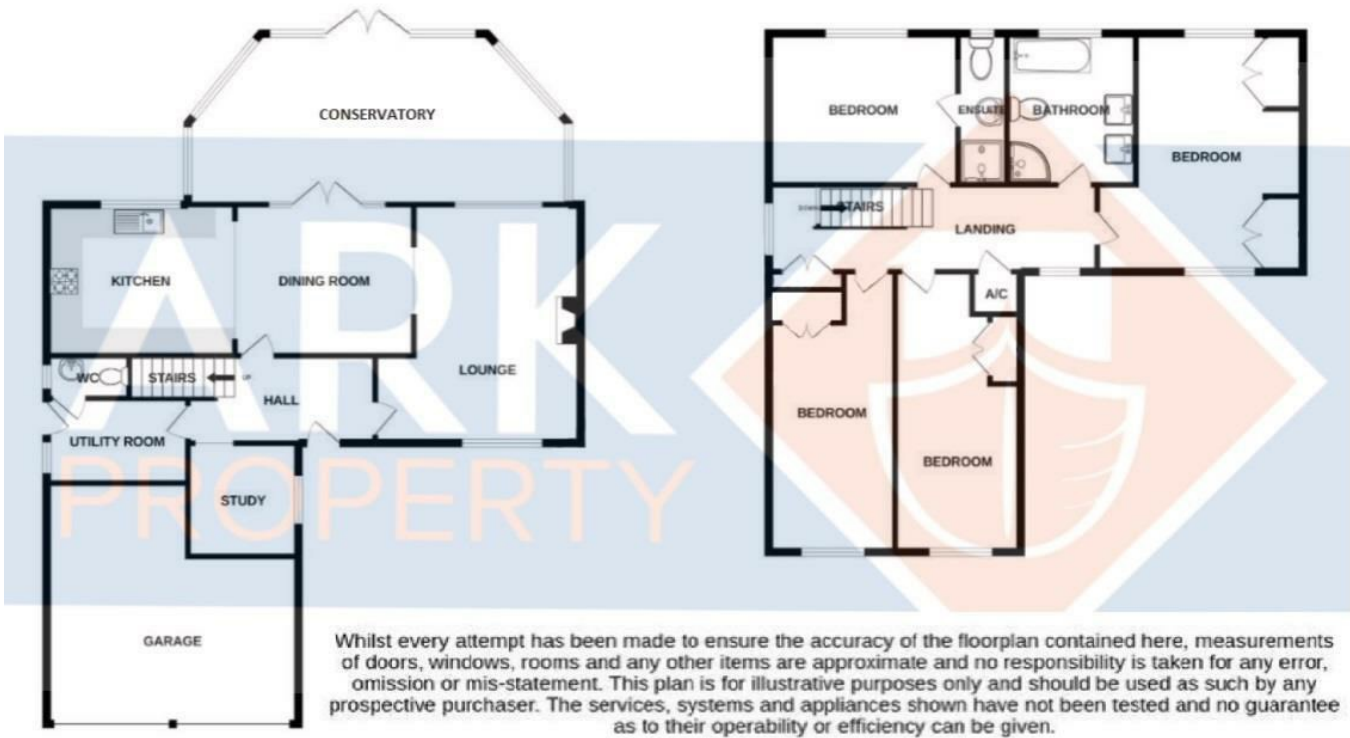 CONSERVATORY
KITCHEN
DINING ROOM
LOUNGE
WC
STAIRS
UP
HALL
UTILITY ROOM
STUDY
GARAGE
BEDROOM
ENSUITE
BATHROOM
BEDROOM
DOWN
STAIRS
LANDING
A/C
BEDROOM
BEDROOM
ARK
PROPERTY
Whilst every attempt has been made to ensure the accuracy of the floorplan contained here, measurements
of doors, windows, rooms and any other items are approximate and no responsibility is taken for any error,
omission or mis-statement. This plan is for illustrative purposes only and should be used as such by any
prospective purchaser. The services, systems and appliances shown have not been tested and no guarantee
as to their operability or efficiency can be given.